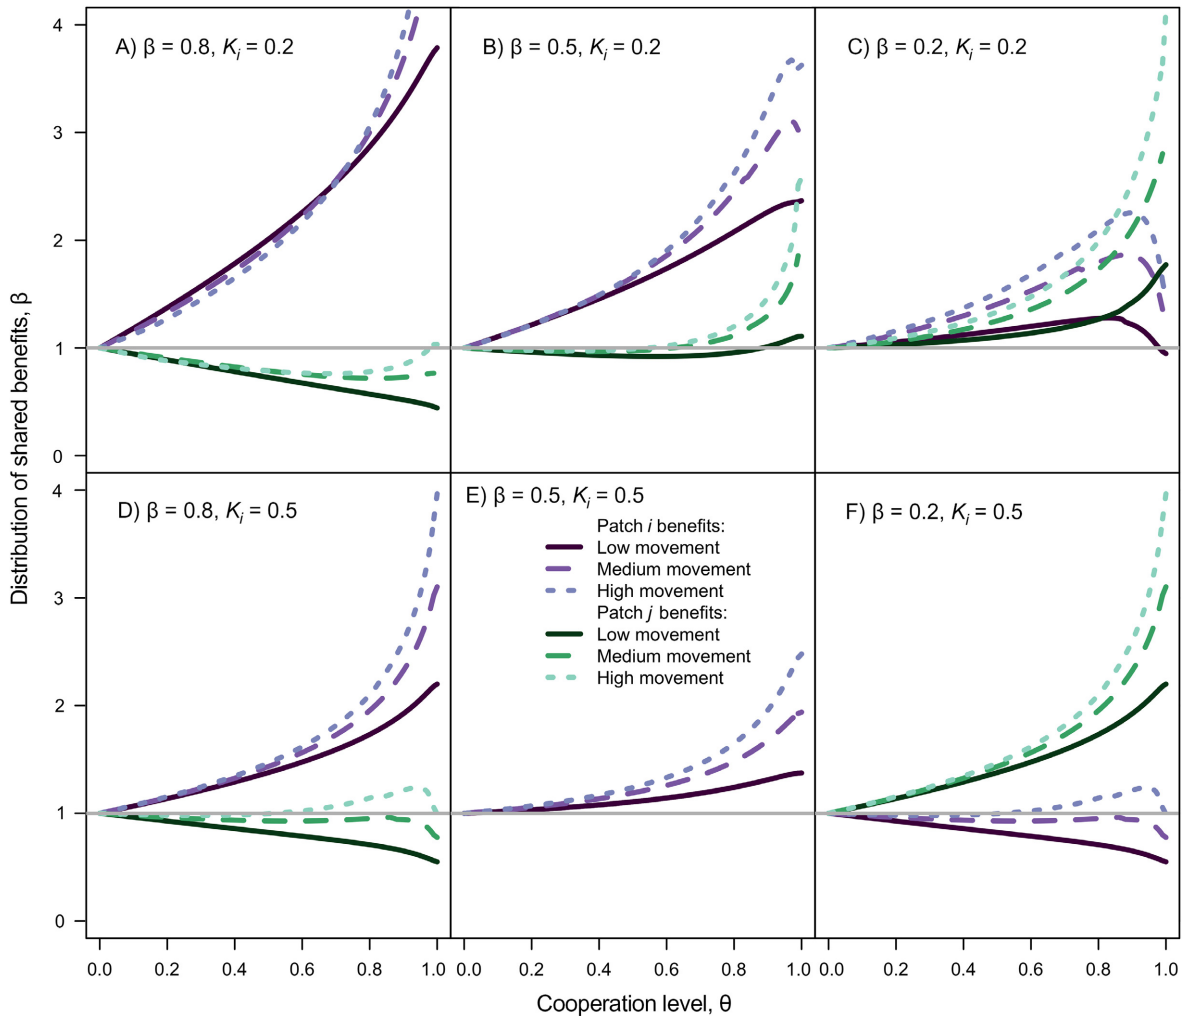 A) β = 0.8, Ki = 0.2
B) β = 0.5, Ki = 0.2
C) β = 0.2, Ki = 0.2
4
3
2
1
0
Distribution of shared benefits, β
D) β = 0.8, Ki = 0.5
E) β = 0.5, Ki = 0.5
F) β = 0.2, Ki = 0.5
Patch i benefits:
Low movement
Medium movement
High movement
Patch j benefits:
Low movement
Medium movement
High movement
4
3
2
1
0
0.0 0.2 0.4 0.6 0.8 1.0
0.0 0.2 0.4 0.6 0.8 1.0
0.0 0.2 0.4 0.6 0.8 1.0
Cooperation level, θ